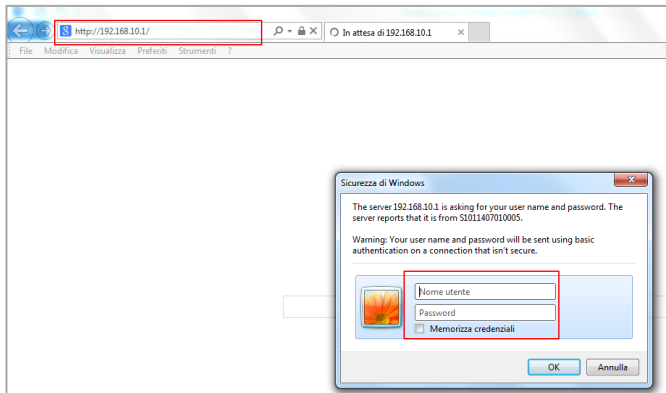 http://192.168.10.1/
In attesa di 192.168.10.1
File Modifica Visualizza Preferiti Strumenti ?
Sicurezza di Windows
The server 192.168.10.1 is asking for your user name and password. The
server reports that it is from S1011407010005.
Warning: Your user name and password will be sent using basic
authentication on a connection that isn't secure.
Nome utente
Password
Memorizza credenziali
OK Annulla